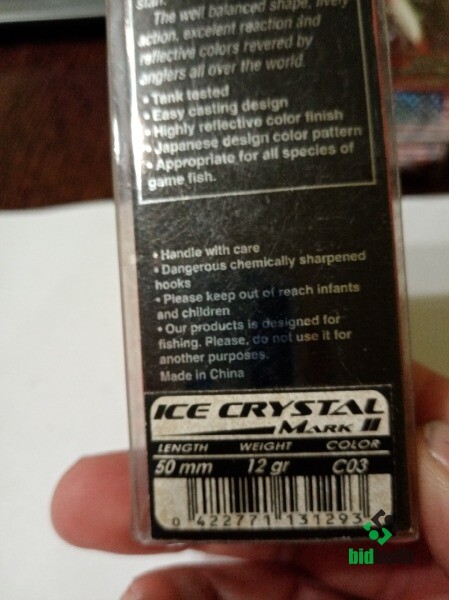 The well balanced shape, lively
action, excelent reaction and
reflective colors revered by
anglers all over the world.
• Tank tested
• Easy casting design
• Highly reflective color finish
• Japanese design color pattern
• Appropriate for all species of
game fish.
• Handle with care
• Dangerous chemically sharpened
hooks
• Please keep out of reach infants
and children
• Our products is designed for
fishing. Please, do not use it for
another purposes.
Made in China
ICE CRYSTAL
MARK II
LENGTH WEIGHT COLOR
50 mm 12 gr C03
0 422771 131293